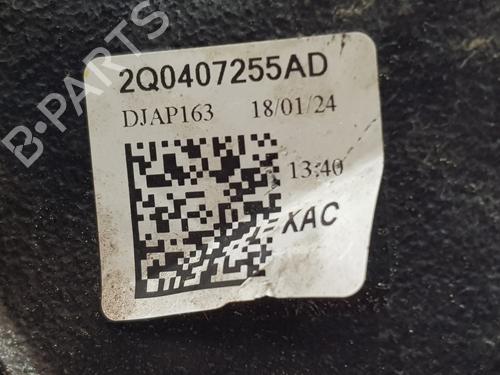 B-PARTS
2Q0407255AD
DJAP163 18/01/24
13:40
XAC